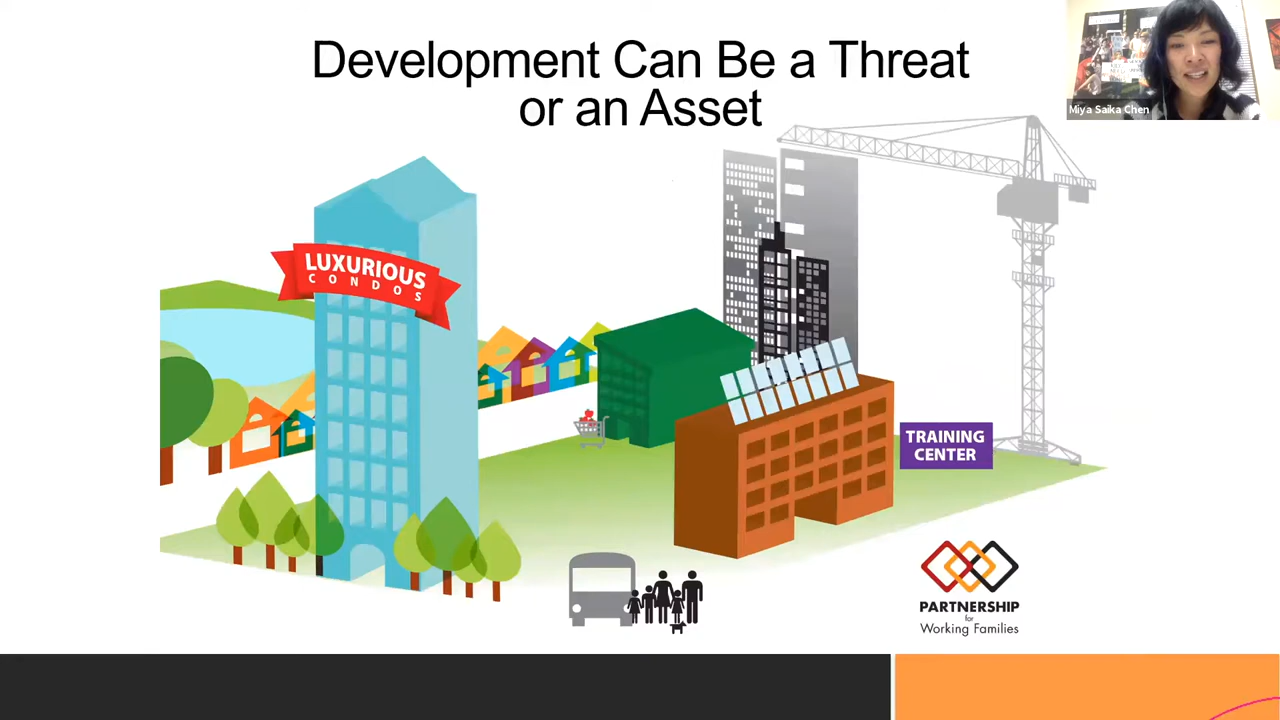 Development Can Be a Threat
or an Asset
Miya Saika Chen
LUXURIOUS
CONDOS
TRAINING
CENTER
PARTNERSHIP
for
Working Families